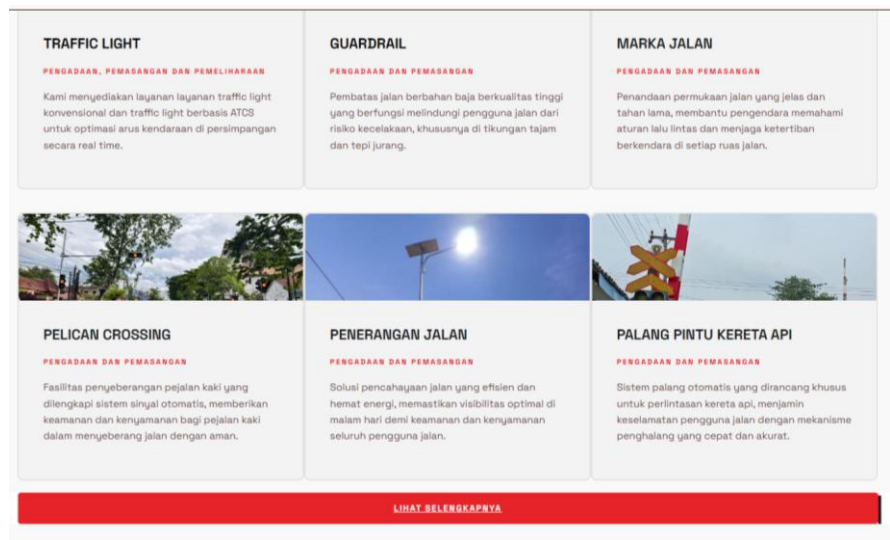 TRAFFIC LIGHT
PENGADAAN, PEMASANGAN DAN PEMELIHARAAN
Kami menyediakan layanan layanan traffic light
konvensional dan traffic light berbasis ATCS
untuk optimasi arus kendaraan di persimpangan
secara real time.
GUARDRAIL
PENGADAAN DAN PEMASANGAN
Pembatas jalan berbahan baja berkualitas tinggi
yang berfungsi melindungi pengguna jalan dari
risiko kecelakaan, khususnya di tikungan tajam
dan tepi jurang.
MARKA JALAN
PENGADAAN DAN PEMASANGAN
Penandaan permukaan jalan yang jelas dan
tahan lama, membantu pengendara memahami
aturan lalu lintas dan menjaga ketertiban
berkendara di setiap ruas jalan.
PELICAN CROSSING
PENGADAAN DAN PEMASANGAN
Fasilitas penyeberangan pejalan kaki yang
dilengkapi sistem sinyal otomatis, memberikan
keamanan dan kenyamanan bagi pejalan kaki
dalam menyeberang jalan dengan aman.
PENERANGAN JALAN
PENGADAAN DAN PEMASANGAN
Solusi pencahayaan jalan yang efisien dan
hemat energi, memastikan visibilitas optimal di
malam hari demi keamanan dan kenyamanan
seluruh pengguna jalan.
PALANG PINTU KERETA API
PENGADAAN DAN PEMASANGAN
Sistem palang otomatis yang dirancang khusus
untuk perlintasan kereta api, menjamin
keselamatan pengguna jalan dengan mekanisme
penghalang yang cepat dan akurat.
LIHAT SELENGKAPNYA